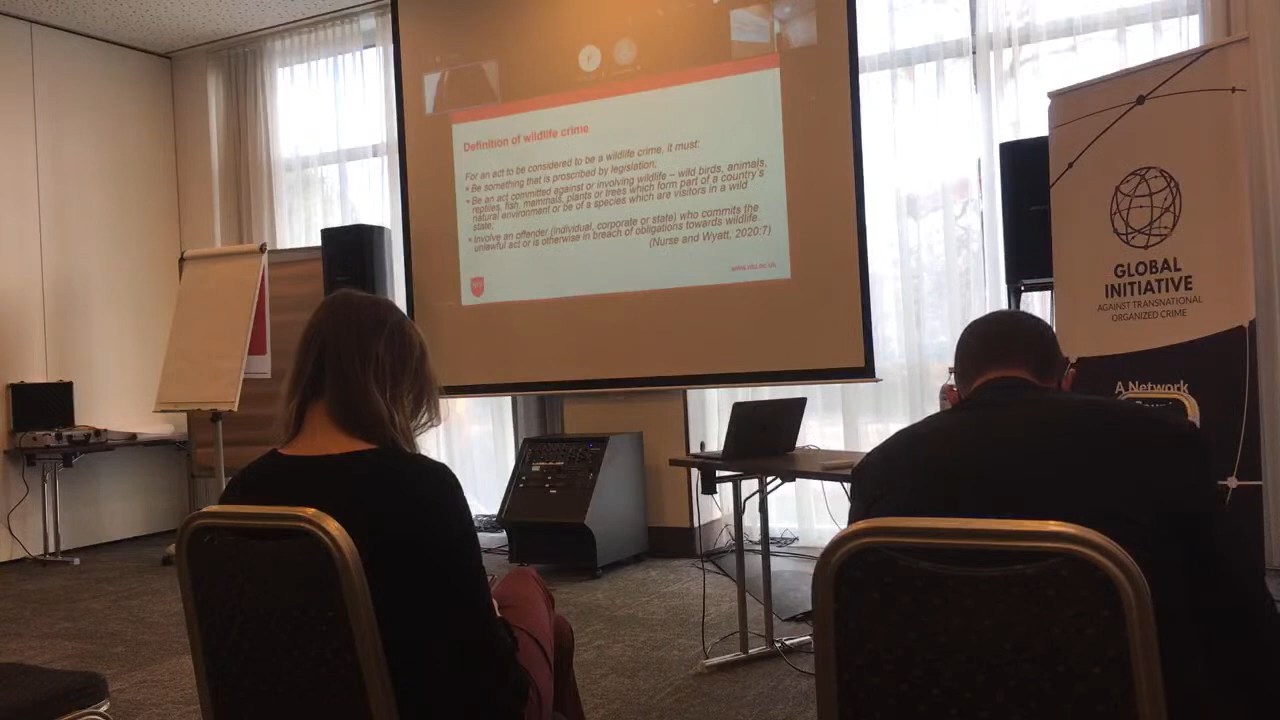 Definition of wildlife crime
For an act to be considered to be a wildlife crime, it must:
• Be something that is proscribed by legislation;
• Be an act committed against or involving wildlife – wild birds, animals,
reptiles, fish, mammals, plants or trees which form part of a country's
natural environment or be of a species which are visitors in a wild
state;
• Involve an offender (individual, corporate or state) who commits the
unlawful act or is otherwise in breach of obligations towards wildlife.
(Nurse and Wyatt, 2020:7)
GLOBAL
INITIATIVE
AGAINST TRANSNATIONAL
ORGANIZED CRIME
A Network